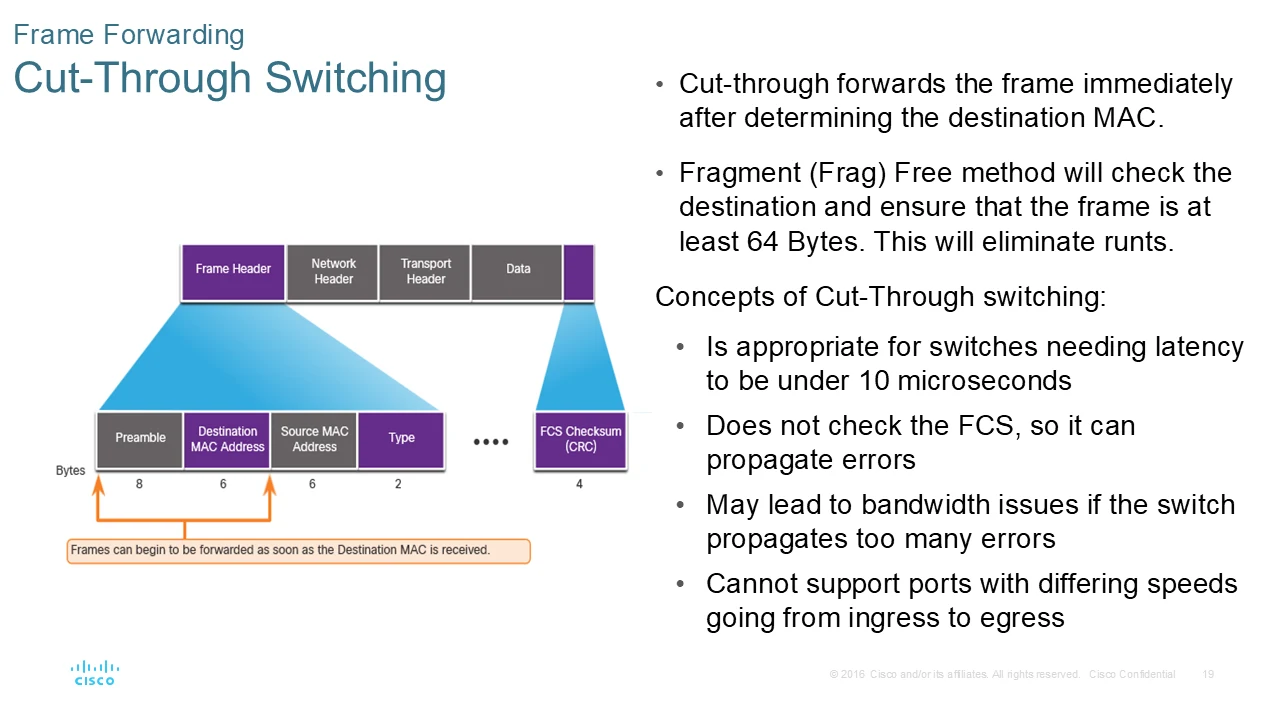 Frame Forwarding
Cut-Through Switching
• Cut-through forwards the frame immediately
after determining the destination MAC.
• Fragment (Frag) Free method will check the
destination and ensure that the frame is at
least 64 Bytes. This will eliminate runts.
Concepts of Cut-Through switching:
• Is appropriate for switches needing latency
to be under 10 microseconds
• Does not check the FCS, so it can
propagate errors
• May lead to bandwidth issues if the switch
propagates too many errors
• Cannot support ports with differing speeds
going from ingress to egress
Frame Header
Network
Header
Transport
Header
Data
Preamble
Destination
MAC Address
Source MAC
Address
Type
••••
FCS Checksum
(CRC)
Bytes
8
6
6
2
4
Frames can begin to be forwarded as soon as the Destination MAC is received.
CISCO
© 2016 Cisco and/or its affiliates. All rights reserved. Cisco Confidential
19